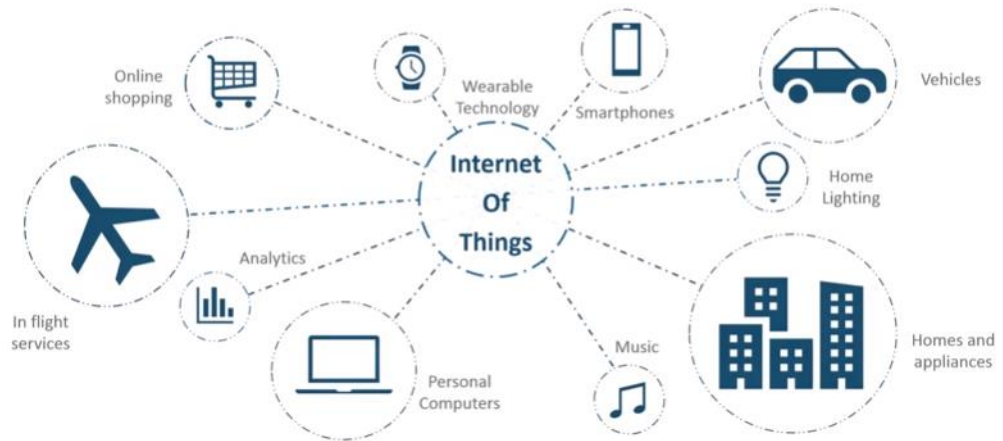 Online
shopping
Wearable
Technology
Smartphones
Vehicles
Internet
Of
Things
Home
Lighting
Analytics
In flight
services
Personal
Computers
Music
Homes and
appliances